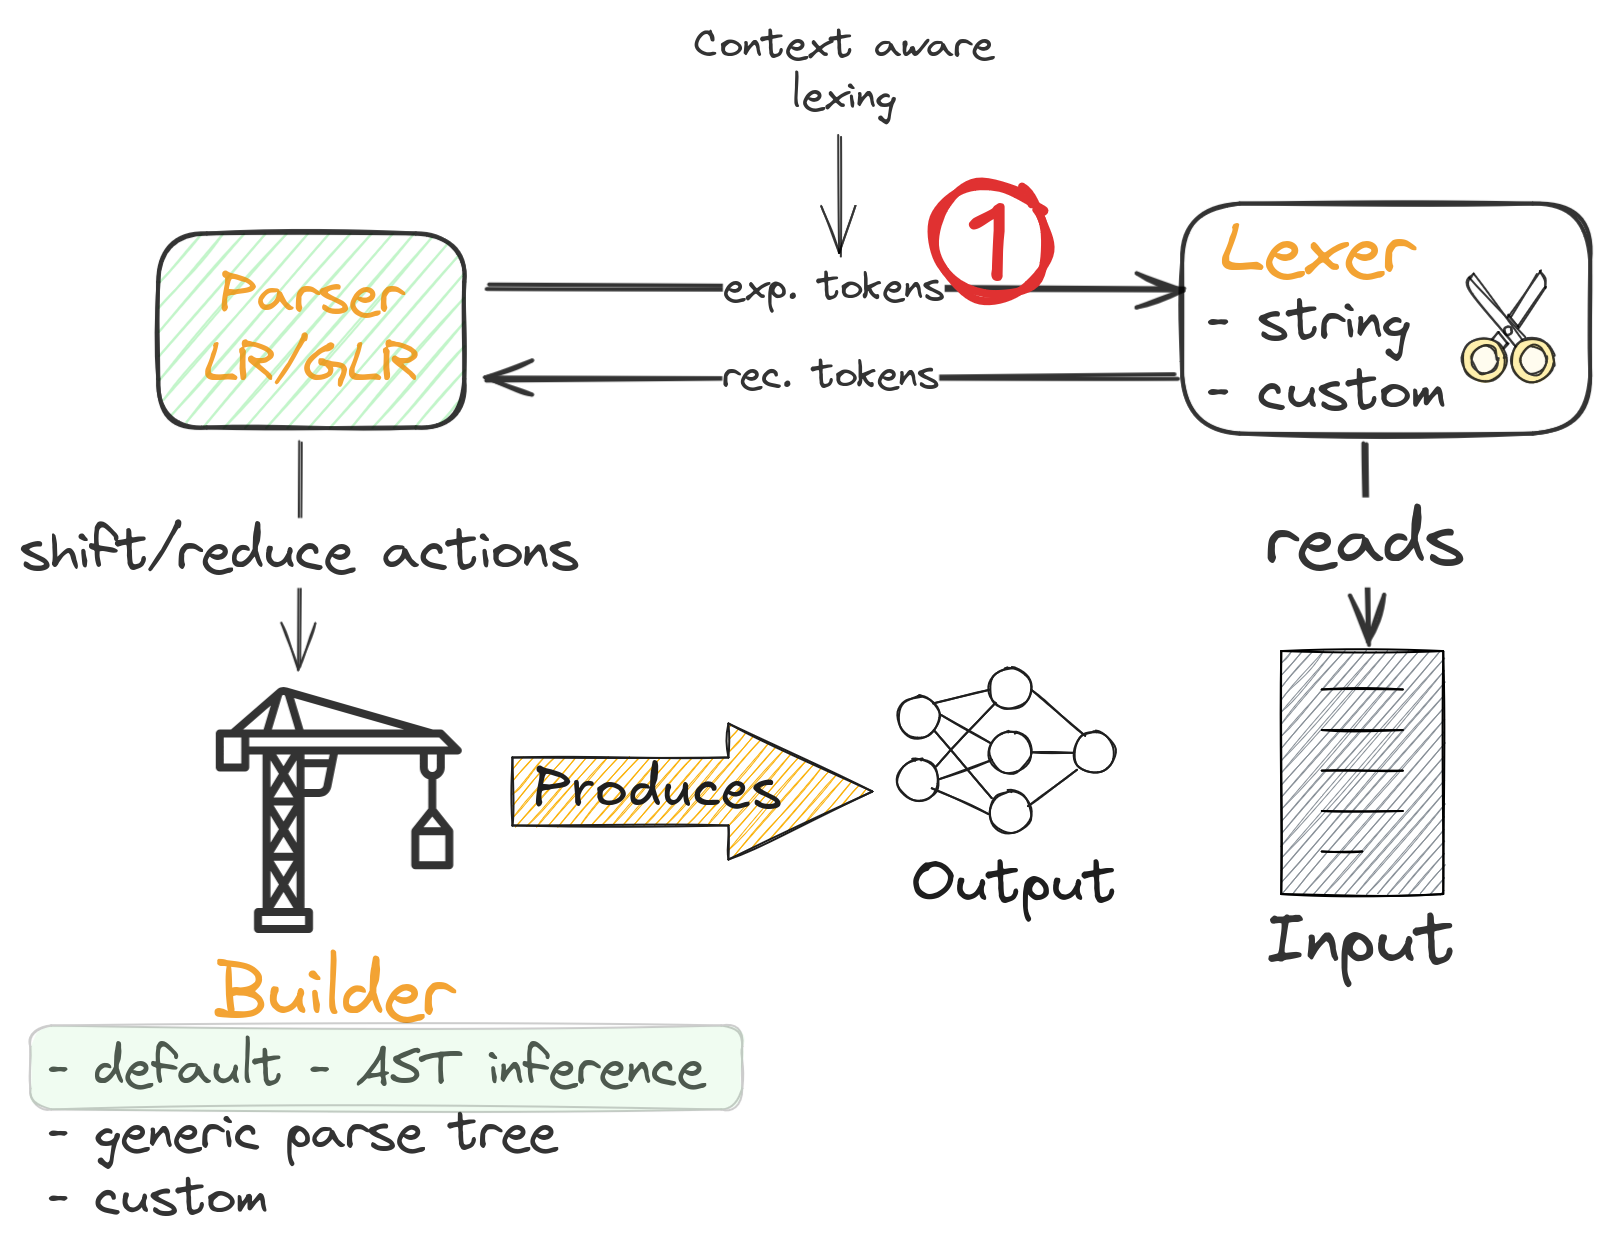 Context aware
lexing
1
exp. tokens
rec. tokens
Parser
LR/GLR
Lexer
- string
- custom
shift/reduce actions
reads
Produces
Output
Input
Builder
- default - AST inference
- generic parse tree
- custom